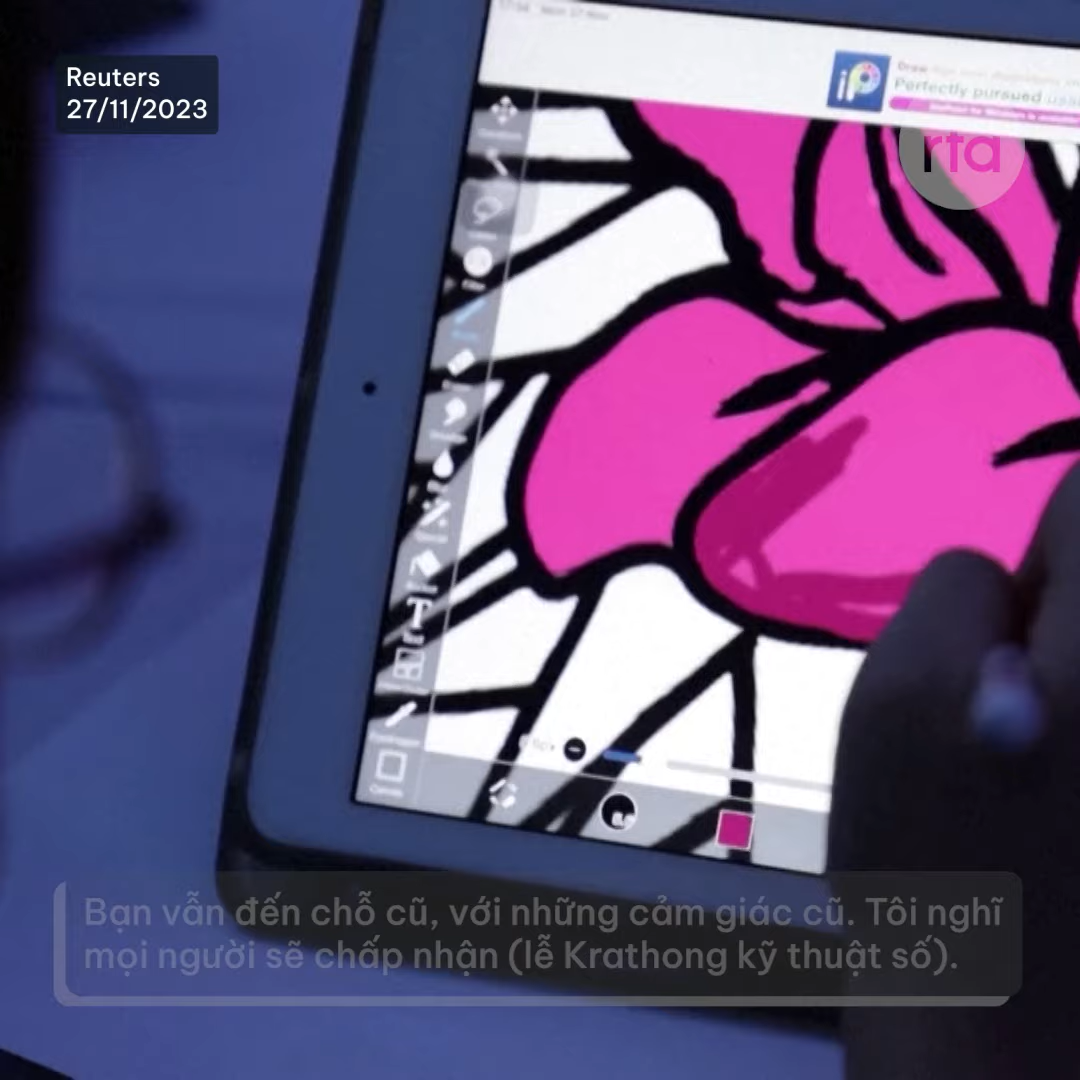 Reuters
27/11/2023
Perfectly pursued
rta
Bạn vẫn đến chỗ cũ, với những cảm giác cũ. Tôi nghĩ
mọi người sẽ chấp nhận (lễ Krathong kỹ thuật số).